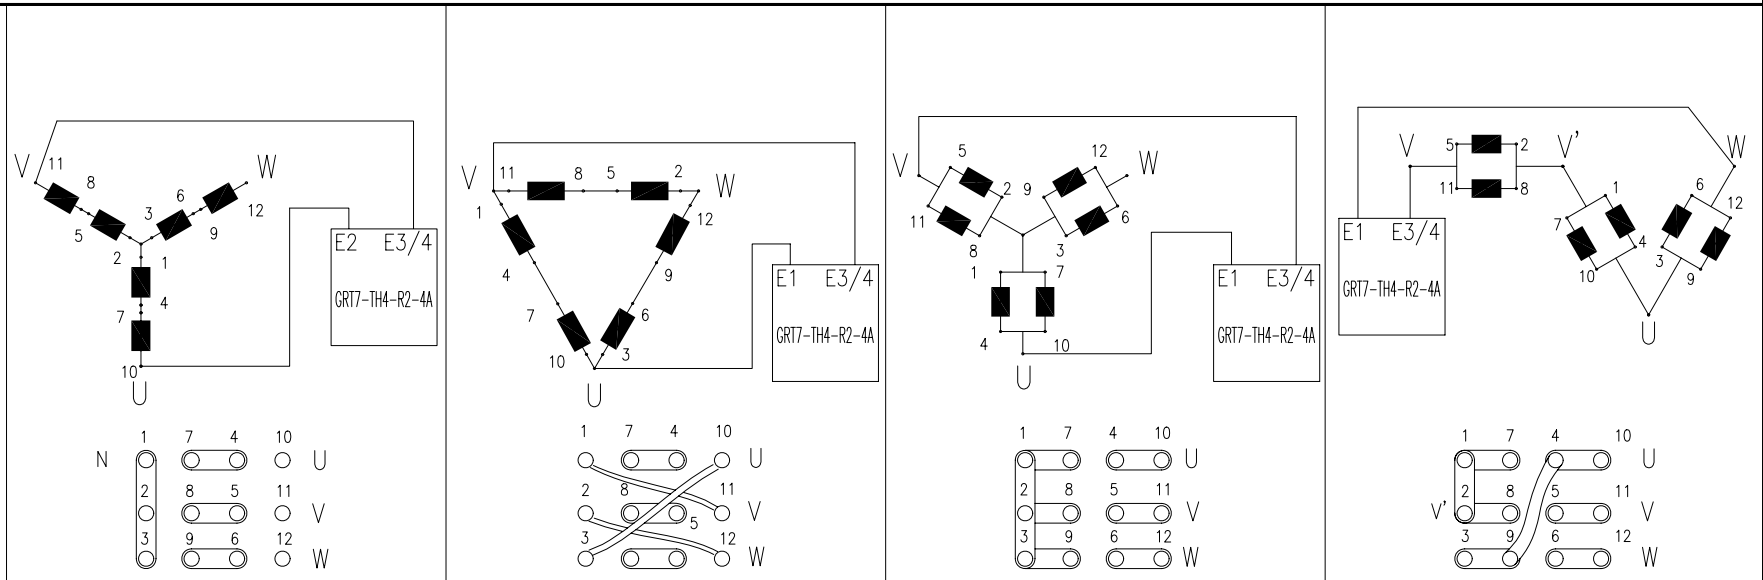 V 11 8 5 2 3 6 9 12 W
1 4 7 10 U
E2 E3/4
GRT7-TH4-R2-4A
1 7 4 10
N U
2 8 5 11
V
3 9 6 12
W
V 11 8 5 2 W
1 12
4 9
7 6
10 3
U
E1 E3/4
GRT7-TH4-R2-4A
1 7 4 10
U
2 8 11
V
5
3 12
W
V 5 2 9 12 W
11 8 3 6
1 7
4 10
U
E1 E3/4
GRT7-TH4-R2-4A
1 7 4 10
U
2 8 5 11
V
3 9 6 12
W
V 5 2 V' W
11 8
1 6
7 4 12
10 3 9
U
E1 E3/4
GRT7-TH4-R2-4A
1 7 4 10
U
2 8 5 11
V' V
3 9 6 12
W